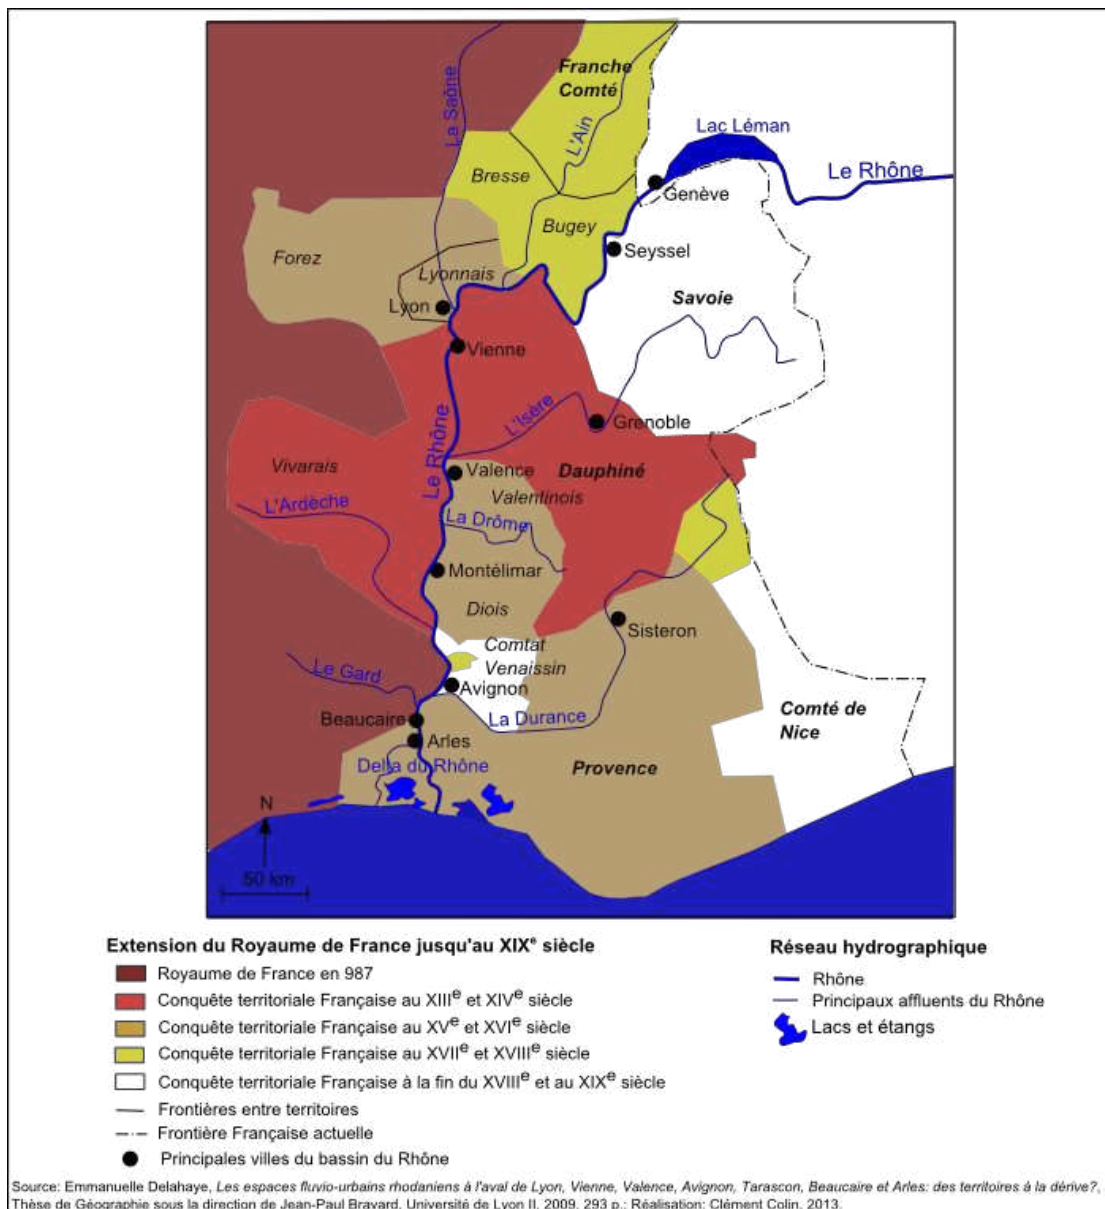 Franche
Comté
La Saône
L'Ain
Lac Léman
Le Rhône
Bresse
Genève
Bugey
Seyssel
Forez
Lyonnais
Savoie
Lyon
Vienne
L'Isère
Grenoble
Le Rhône
Vivarais
Valence
Dauphiné
Valentinois
L'Ardèche
La Drôme
Montélimar
Diois
Sisteron
Comtat
Venaissin
Le Gard
Avignon
Beaucaire
La Durance
Comté de
Nice
Arles
Delta du Rhône
Provence
N
50 km
Extension du Royaume de France jusqu'au XIXe siècle
Royaume de France en 987
Conquête territoriale Française au XIIIe et XIVe siècle
Conquête territoriale Française au XVe et XVIe siècle
Conquête territoriale Française au XVIIe et XVIIIe siècle
Conquête territoriale Française à la fin du XVIIIe et au XIXe siècle
Frontières entre territoires
Frontière Française actuelle
Principales villes du bassin du Rhône
Réseau hydrographique
Rhône
Principaux affluents du Rhône
Lacs et étangs
Source: Emmanuelle Delahaye, Les espaces fluvio-urbains rhodaniens à l'aval de Lyon, Vienne, Valence, Avignon, Tarascon, Beaucaire et Arles: des territoires à la dérive?,
Thèse de Géographie sous la direction de Jean-Paul Bravard, Université de Lyon II, 2009, 293 p.; Réalisation: Clément Colin, 2013.